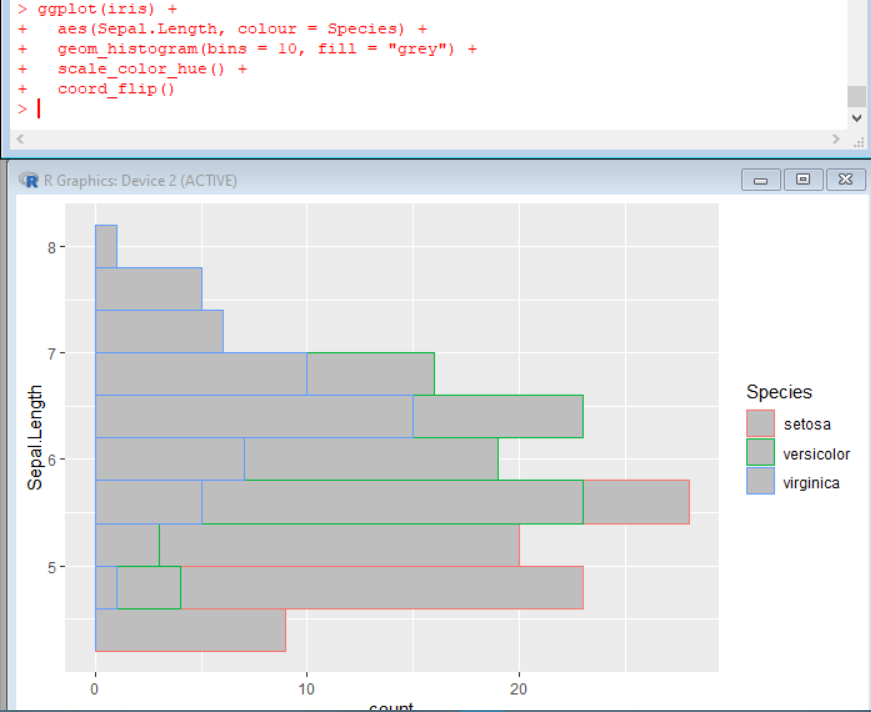 > ggplot(iris) +
+   aes(Sepal.Length, colour = Species) +
+   geom_histogram(bins = 10, fill = "grey") +
+   scale_color_hue() +
+   coord_flip()
>
R Graphics: Device 2 (ACTIVE)
8
7
6
5
Sepal.Length
0
10
20
count
Species
setosa
versicolor
virginica